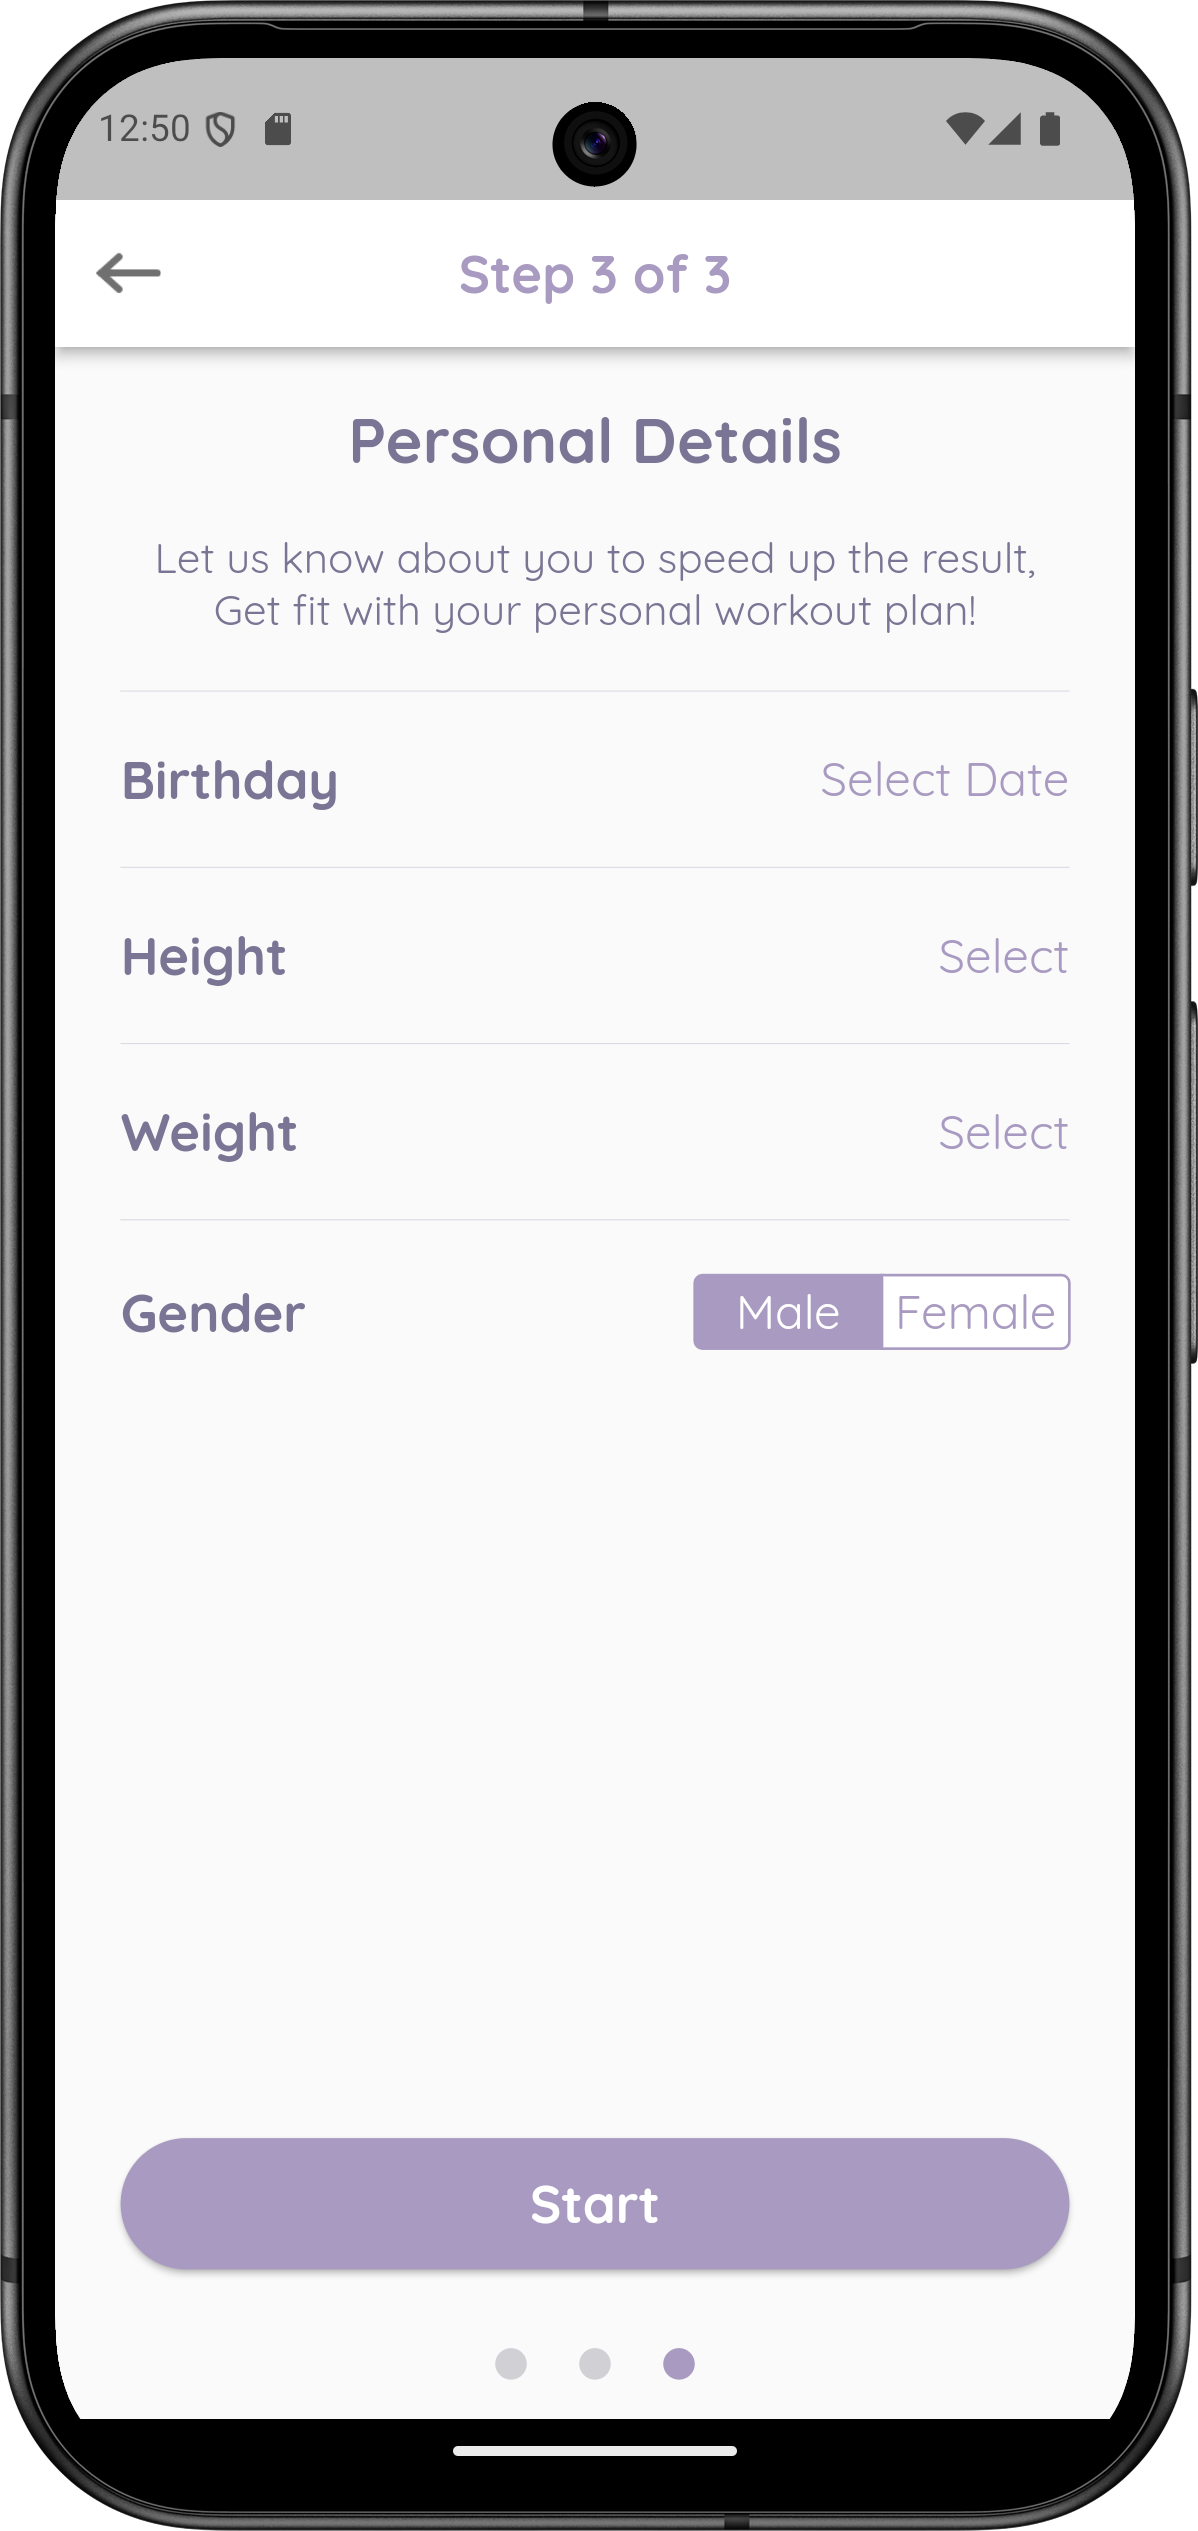 12:50
Step 3 of 3
Personal Details
Let us know about you to speed up the result,
Get fit with your personal workout plan!
Birthday Select Date
Height Select
Weight Select
Gender Male Female
Start